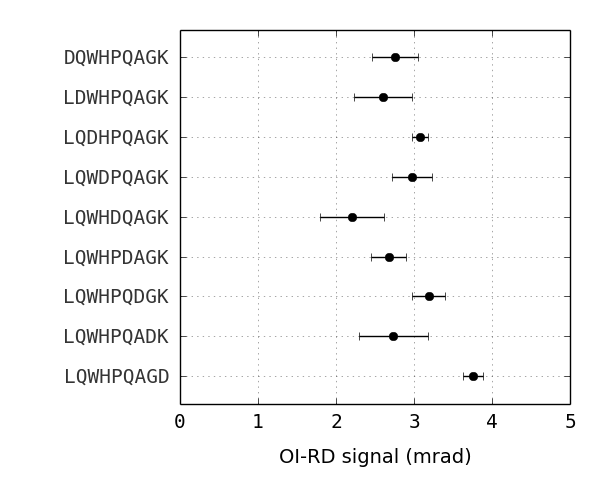 DQWHPQAGK
LDWHPQAGK
LQDHPQAGK
LQWDPQAGK
LQWHDQAGK
LQWHPDAGK
LQWHPQDGK
LQWHPQADK
LQWHPQAGD
0 1 2 3 4 5
OI-RD signal (mrad)